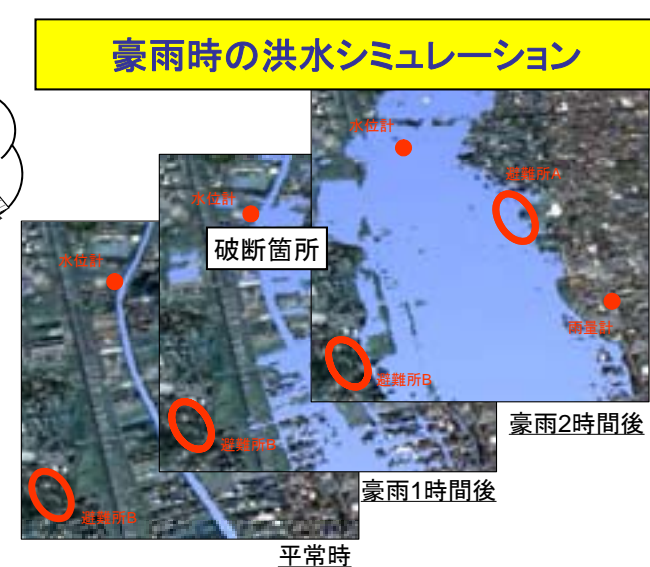 豪雨時の洪水シミュレーション
水位計
避難所A
水位計
破断箇所
水位計
雨量計
避難所B
豪雨2時間後
避難所B
豪雨1時間後
避難所B
平常時